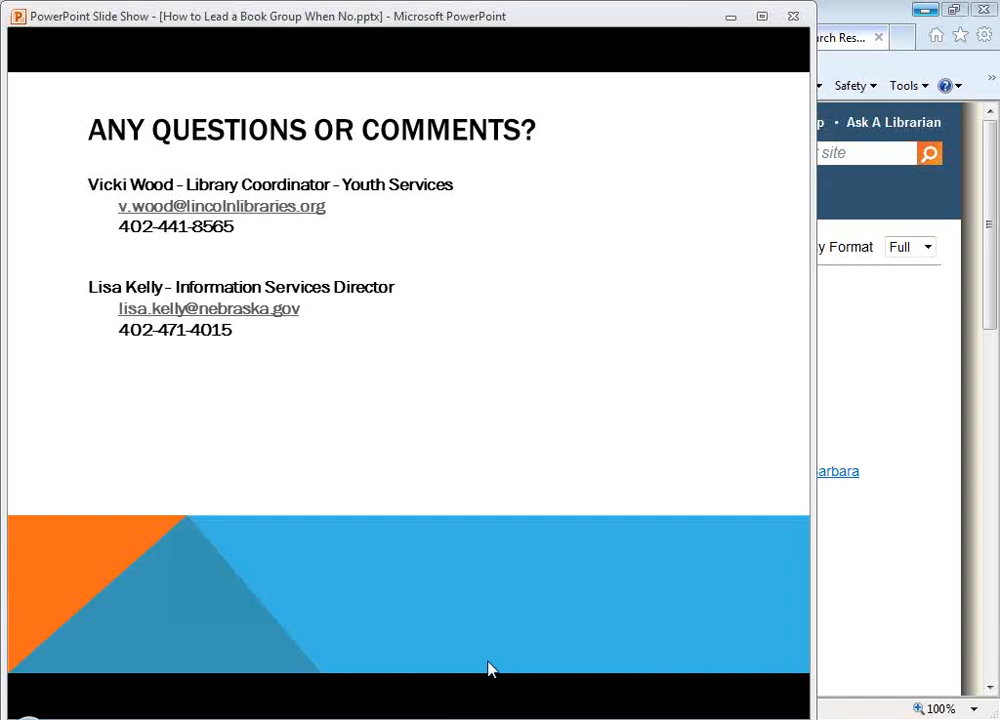 PowerPoint Slide Show - [How to Lead a Book Group When No.pptx] - Microsoft PowerPoint
ANY QUESTIONS OR COMMENTS?
Vicki Wood - Library Coordinator - Youth Services
v.wood@lincolnlibraries.org
402-441-8565
Lisa Kelly - Information Services Director
lisa.kelly@nebraska.gov
402-471-4015
rch Res...
Safety
Tools
p • Ask A Librarian
site
y Format Full
arbara
100%